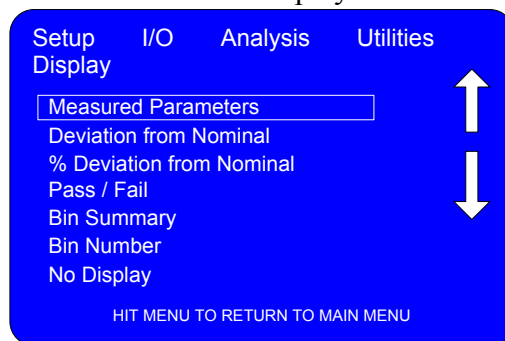 Setup I/O Analysis Utilities
Display
Measured Parameters
Deviation from Nominal
% Deviation from Nominal
Pass / Fail
Bin Summary
Bin Number
No Display
HIT MENU TO RETURN TO MAIN MENU